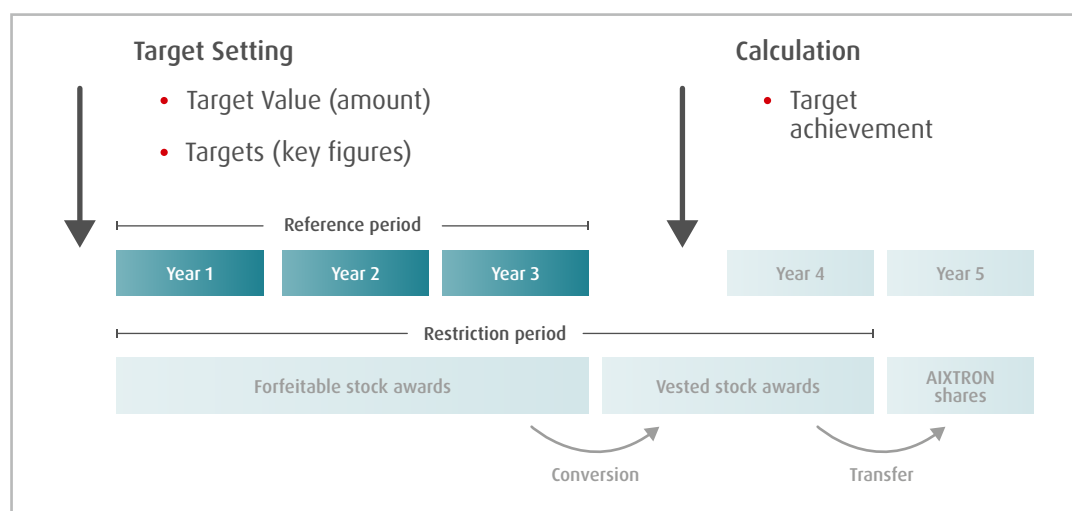 Target Setting
• Target Value (amount)
• Targets (key figures)
Calculation
• Target
achievement
Reference period
Year 1
Year 2
Year 3
Year 4
Year 5
Restriction period
Forfeitable stock awards
Vested stock awards
AIXTRON
shares
Conversion
Transfer